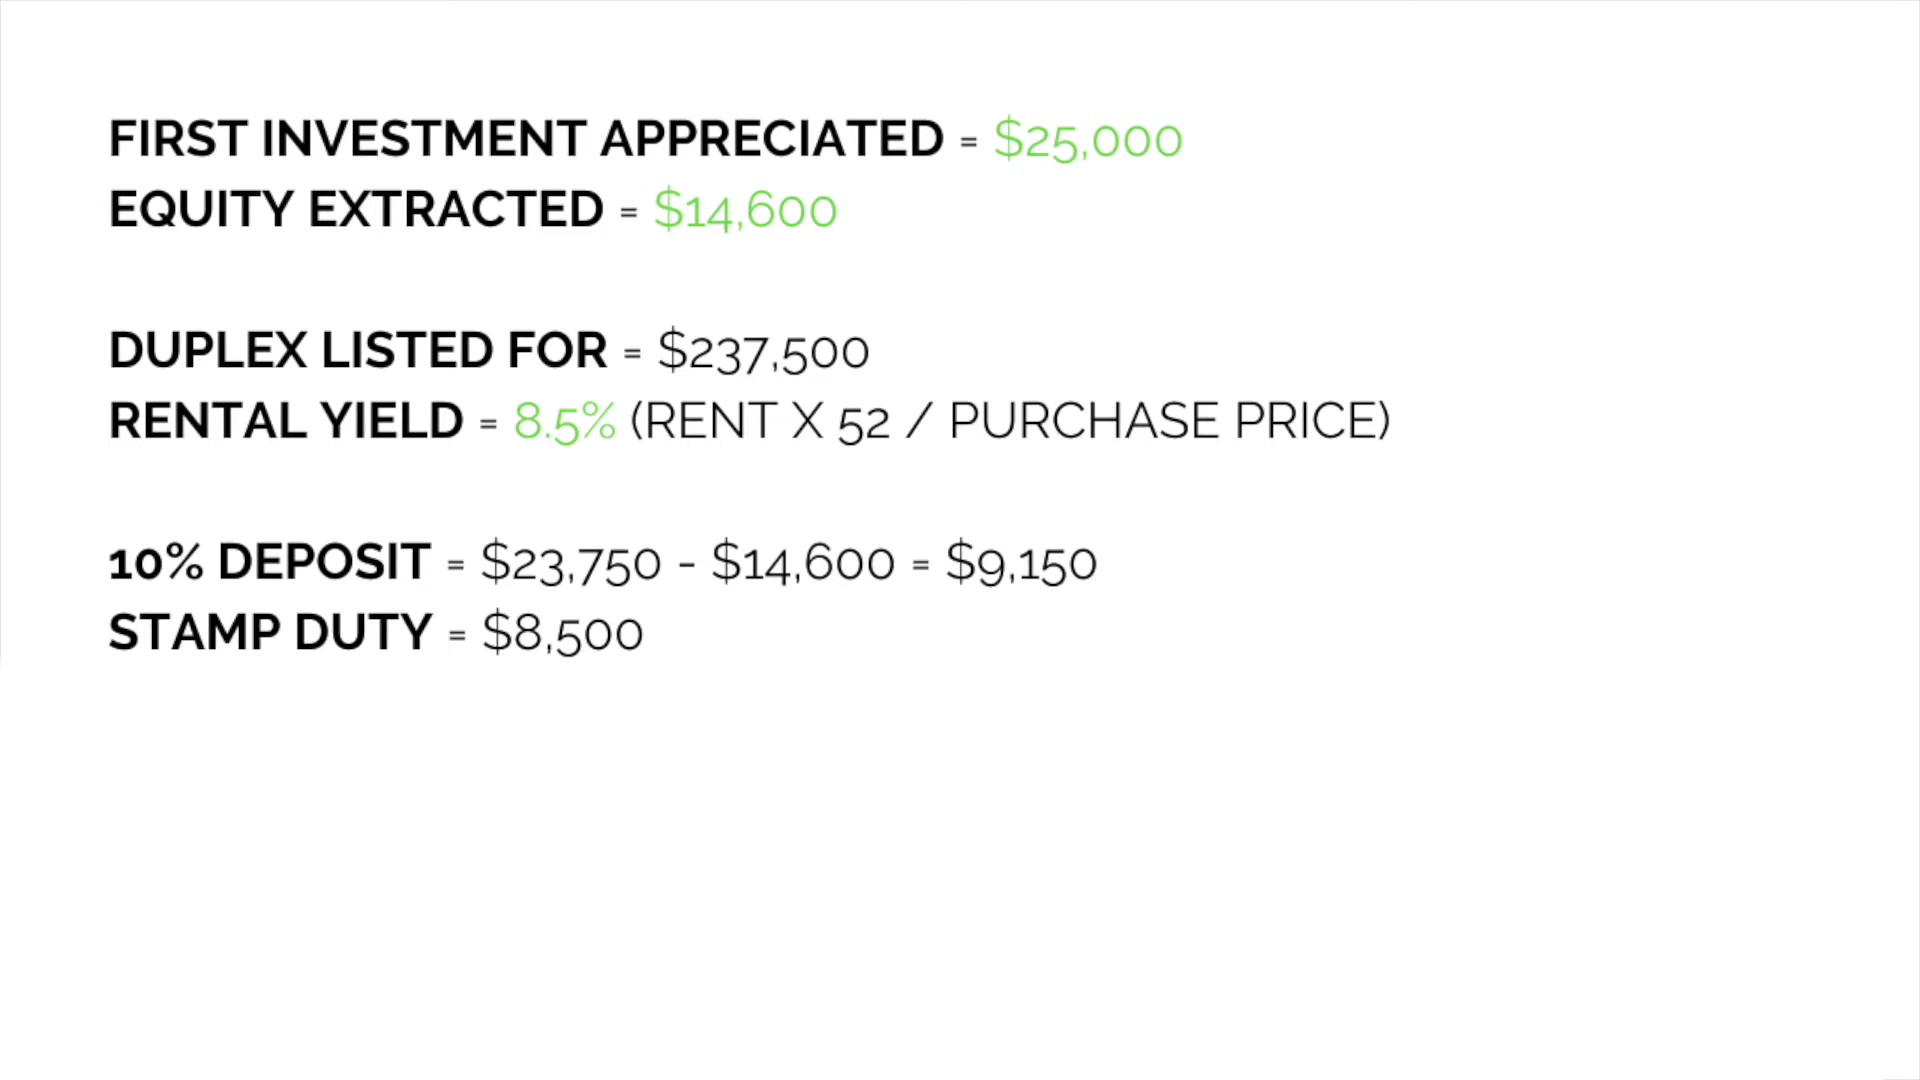 FIRST INVESTMENT APPRECIATED = $25,000
EQUITY EXTRACTED = $14,600
DUPLEX LISTED FOR = $237,500
RENTAL YIELD = 8.5% (RENT X 52 / PURCHASE PRICE)
10% DEPOSIT = $23,750 - $14,600 = $9,150
STAMP DUTY = $8,500